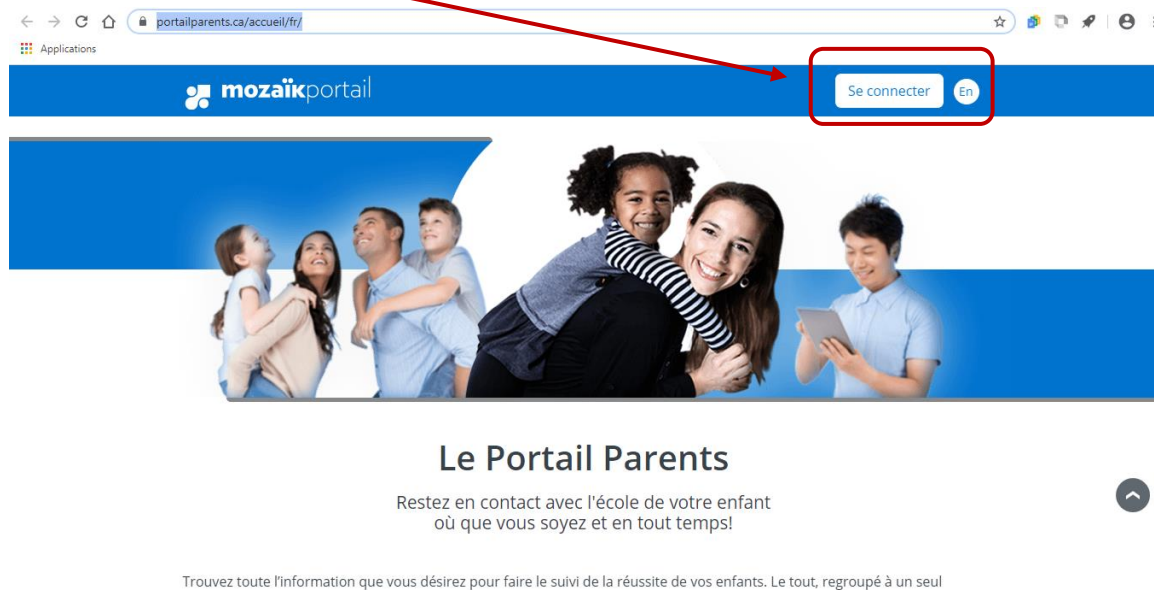 portailparents.ca/accueil/fr/
Applications
mozaïkportail
Se connecter
En
Le Portail Parents
Restez en contact avec l'école de votre enfant
où que vous soyez et en tout temps!
Trouvez toute l'information que vous désirez pour faire le suivi de la réussite de vos enfants. Le tout, regroupé à un seul